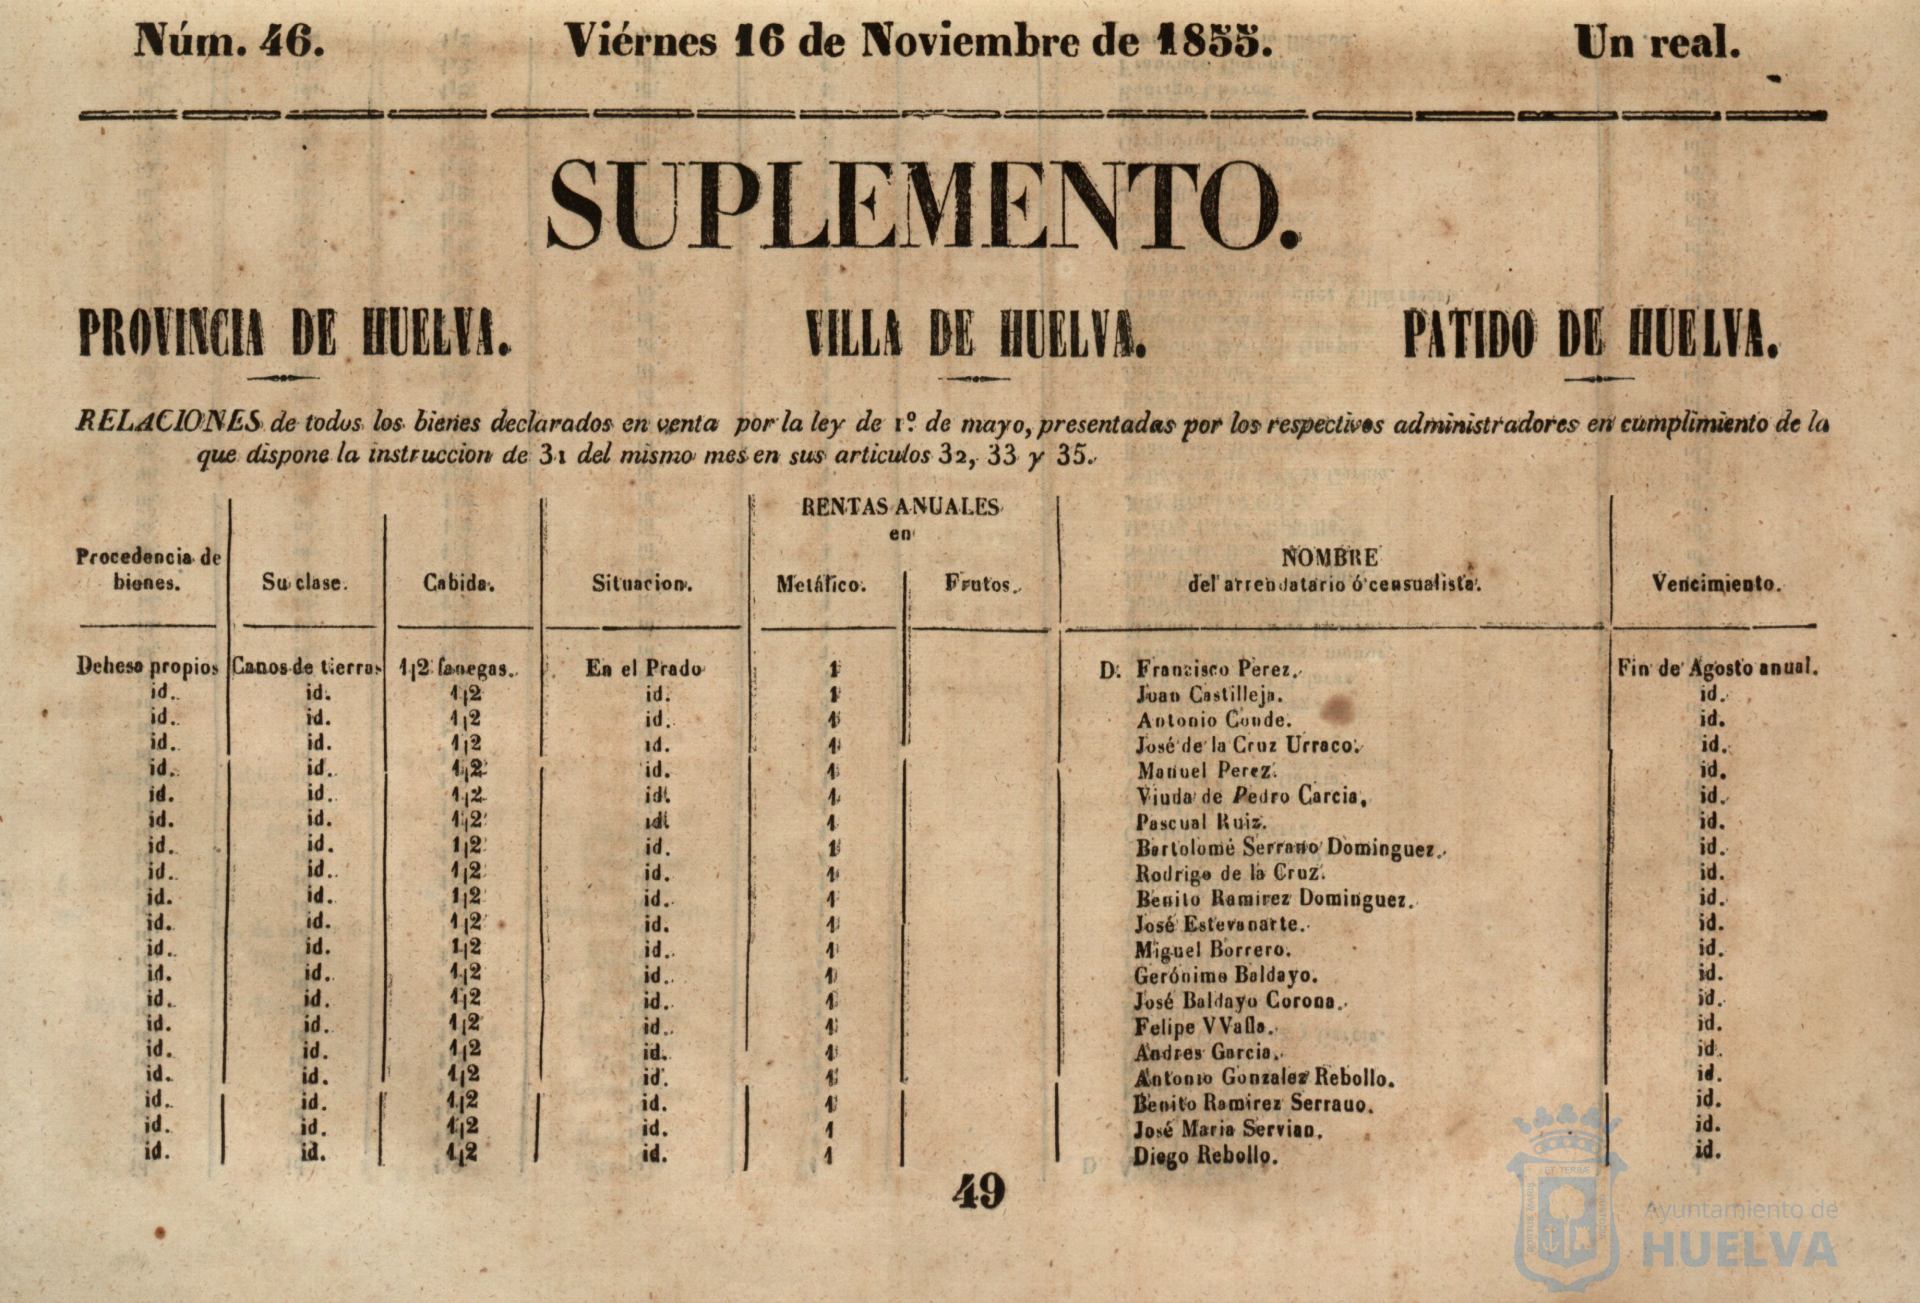 Núm. 46. Viérnes 16 de Noviembre de 1855. Un real.
SUPLEMENTO.
PROVINCIA DE HUELVA. VILLA DE HUELVA. PATIDO DE HUELVA.
RELACIONES de todos los bienes declarados en venta por la ley de 1º. de mayo, presentadas por los respectivos administradores en cumplimiento de la
que dispone la instruccion de 31 del mismo mes en sus articulos 32, 33 y 35.
RENTAS ANUALES
en
Procedencia de bienes. Su clase. Cabida. Situacion. Metálico. Frutos. NOMBRE del arrendatario ó censualista. Vencimiento.
Dehesa propios Canos de tierra 1|2 fanegas. En el Prado 1 D. Francisco Perez. Fin de Agosto anual.
id. id. 1|2 id. 1 Juan Castilleja. id.
id. id. 1|2 id. 1 Antonio Conde. id.
id. id. 1|2 id. 1 José de la Cruz Urraco. id.
id. id. 1|2 id. 1 Manuel Perez. id.
id. id. 1|2 id. 1 Viuda de Pedro Garcia. id.
id. id. 1|2 id. 1 Pascual Ruiz. id.
id. id. 1|2 id. 1 Bartolomé Serrano Dominguez. id.
id. id. 1|2 id. 1 Rodrigo de la Cruz. id.
id. id. 1|2 id. 1 Benito Ramirez Dominguez. id.
id. id. 1|2 id. 1 José Estevanarte. id.
id. id. 1|2 id. 1 Miguel Borrero. id.
id. id. 1|2 id. 1 Gerónimo Baldayo. id.
id. id. 1|2 id. 1 José Baldayo Corona. id.
id. id. 1|2 id. 1 Felipe VValla. id.
id. id. 1|2 id. 1 Andres Garcia. id.
id. id. 1|2 id. 1 Antonio Gonzalez Rebollo. id.
id. id. 1|2 id. 1 Benito Ramirez Serrano. id.
id. id. 1|2 id. 1 José Maria Servian. id.
id. id. 1|2 id. 1 Diego Rebollo. id.
49
Ayuntamiento de
HUELVA